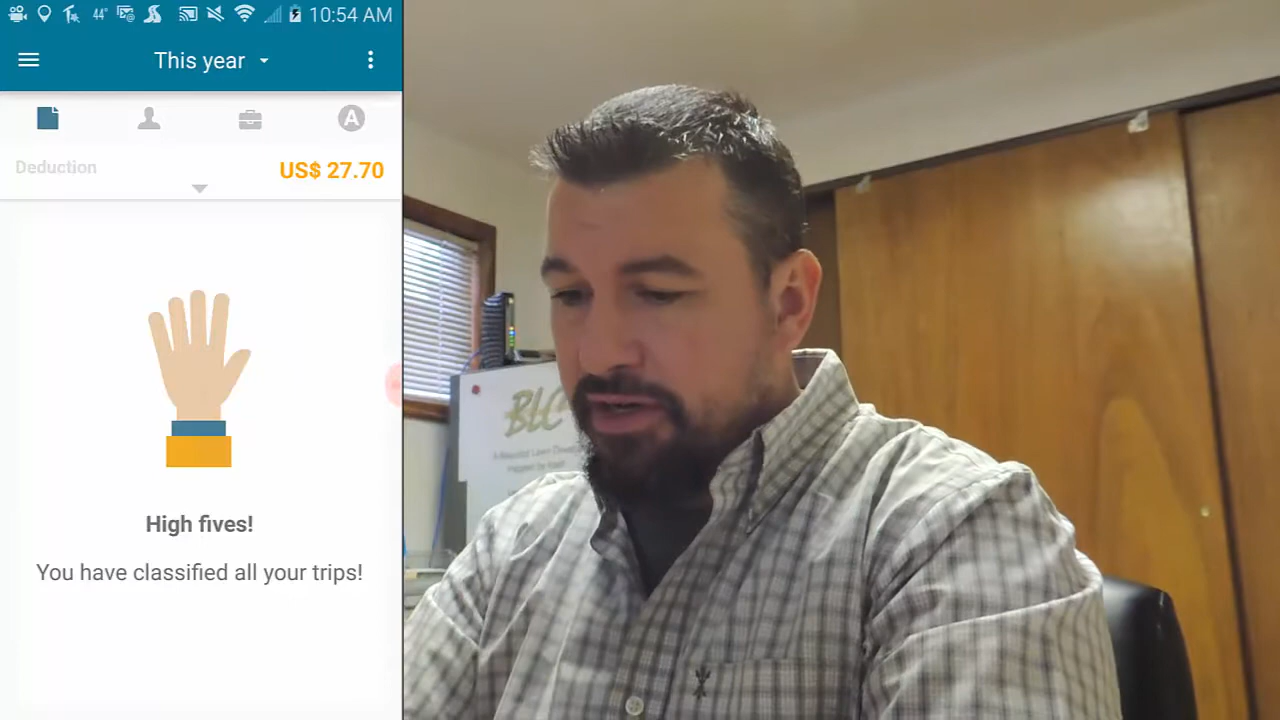 44° 10:54 AM
This year
A
Deduction US$ 27.70
High fives!
You have classified all your trips!
BLC